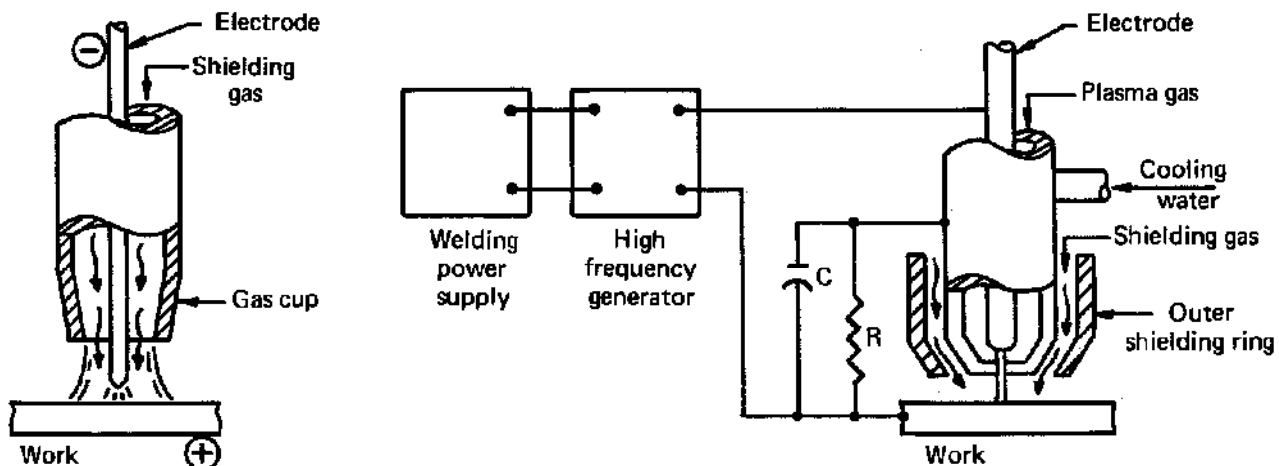 Electrode
−
Shielding
gas
Gas cup
Work
+
Welding
power
supply
High
frequency
generator
C
R
Electrode
Plasma gas
Cooling
water
Shielding gas
Outer
shielding ring
Work